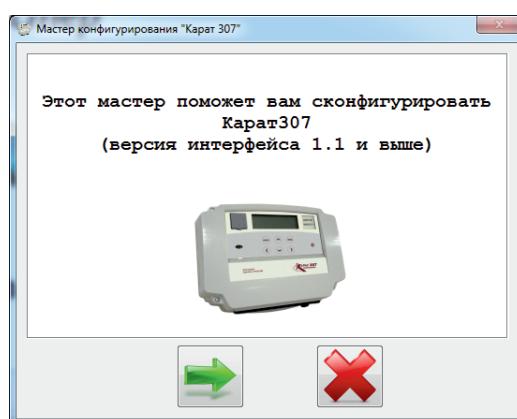 Мастер конфигурирования "Карат 307"
Этот мастер поможет вам сконфигурировать
Карат307
(версия интерфейса 1.1 и выше)